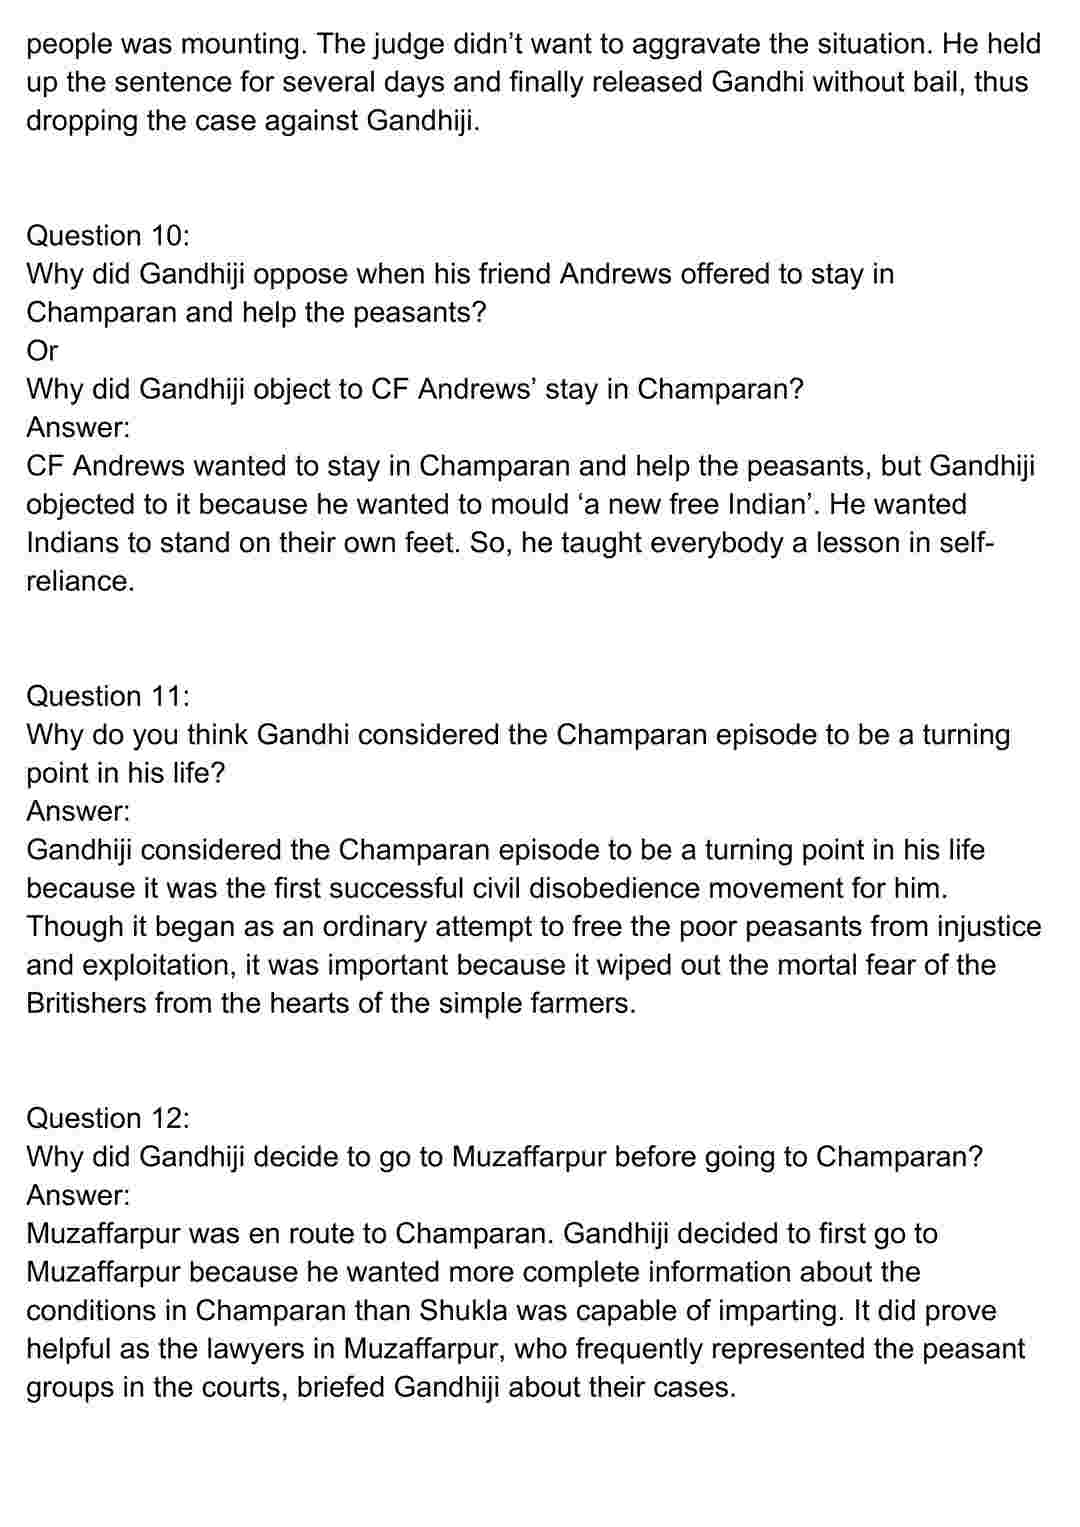 people was mounting. The judge didn’t want to aggravate the situation. He held
up the sentence for several days and finally released Gandhi without bail, thus
dropping the case against Gandhiji.
Question 10:
Why did Gandhiji oppose when his friend Andrews offered to stay in
Champaran and help the peasants?
Or
Why did Gandhiji object to CF Andrews’ stay in Champaran?
Answer:
CF Andrews wanted to stay in Champaran and help the peasants, but Gandhiji
objected to it because he wanted to mould ‘a new free Indian’. He wanted
Indians to stand on their own feet. So, he taught everybody a lesson in self-
reliance.
Question 11:
Why do you think Gandhi considered the Champaran episode to be a turning
point in his life?
Answer:
Gandhiji considered the Champaran episode to be a turning point in his life
because it was the first successful civil disobedience movement for him.
Though it began as an ordinary attempt to free the poor peasants from injustice
and exploitation, it was important because it wiped out the mortal fear of the
Britishers from the hearts of the simple farmers.
Question 12:
Why did Gandhiji decide to go to Muzaffarpur before going to Champaran?
Answer:
Muzaffarpur was en route to Champaran. Gandhiji decided to first go to
Muzaffarpur because he wanted more complete information about the
conditions in Champaran than Shukla was capable of imparting. It did prove
helpful as the lawyers in Muzaffarpur, who frequently represented the peasant
groups in the courts, briefed Gandhiji about their cases.